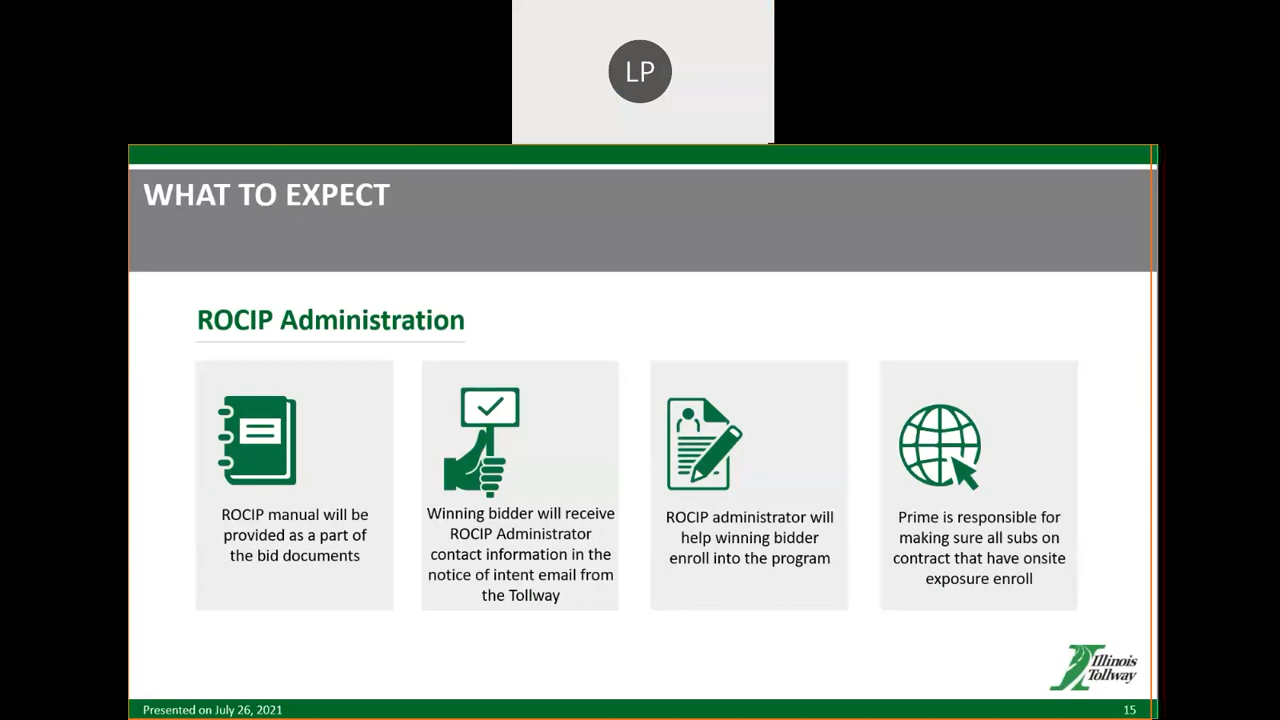 LP
WHAT TO EXPECT
ROCIP Administration
ROCIP manual will be
provided as a part of
the bid documents
Winning bidder will receive
ROCIP Administrator
contact information in the
notice of intent email from
the Tollway
ROCIP administrator will
help winning bidder
enroll into the program
Prime is responsible for
making sure all subs on
contract that have onsite
exposure enroll
Illinois
Tollway
Presented on July 26, 2021
15